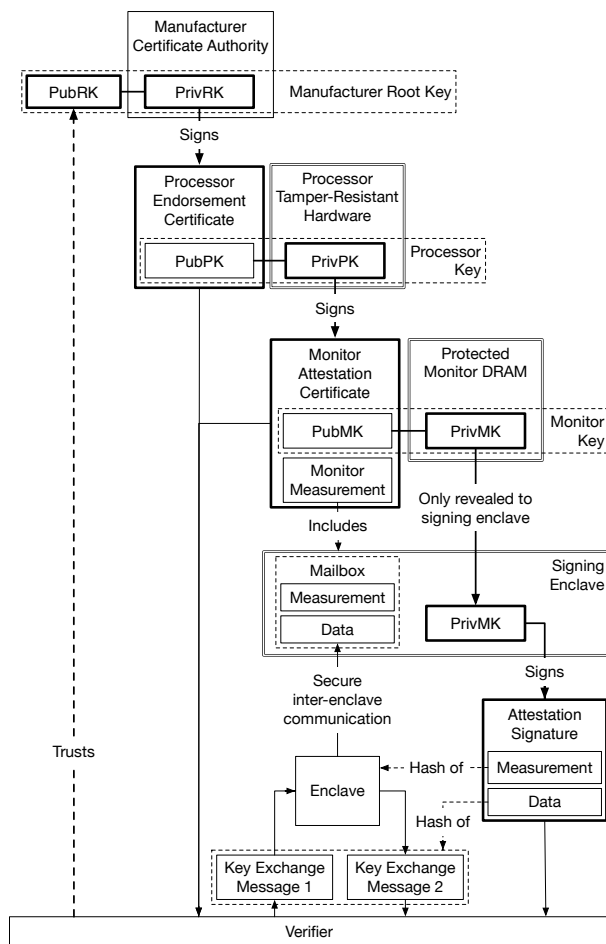 Manufacturer
Certificate Authority
PubRK
PrivRK
Manufacturer Root Key
Signs
Processor
Endorsement
Certificate
Processor
Tamper-Resistant
Hardware
PubPK
PrivPK
Processor
Key
Signs
Monitor
Attestation
Certificate
Protected
Monitor DRAM
PubMK
PrivMK
Monitor
Key
Monitor
Measurement
Only revealed to
signing enclave
Includes
Mailbox
Measurement
Data
Signing
Enclave
PrivMK
Secure
inter-enclave
communication
Signs
Attestation
Signature
Measurement
Data
Trusts
Hash of
Enclave
Hash of
Key Exchange
Message 1
Key Exchange
Message 2
Verifier